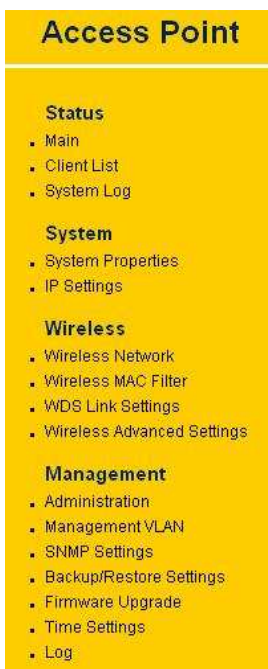 Access Point
Status
Main
Client List
System Log
System
System Properties
IP Settings
Wireless
Wireless Network
Wireless MAC Filter
WDS Link Settings
Wireless Advanced Settings
Management
Administration
Management VLAN
SNMP Settings
Backup/Restore Settings
Firmware Upgrade
Time Settings
Log